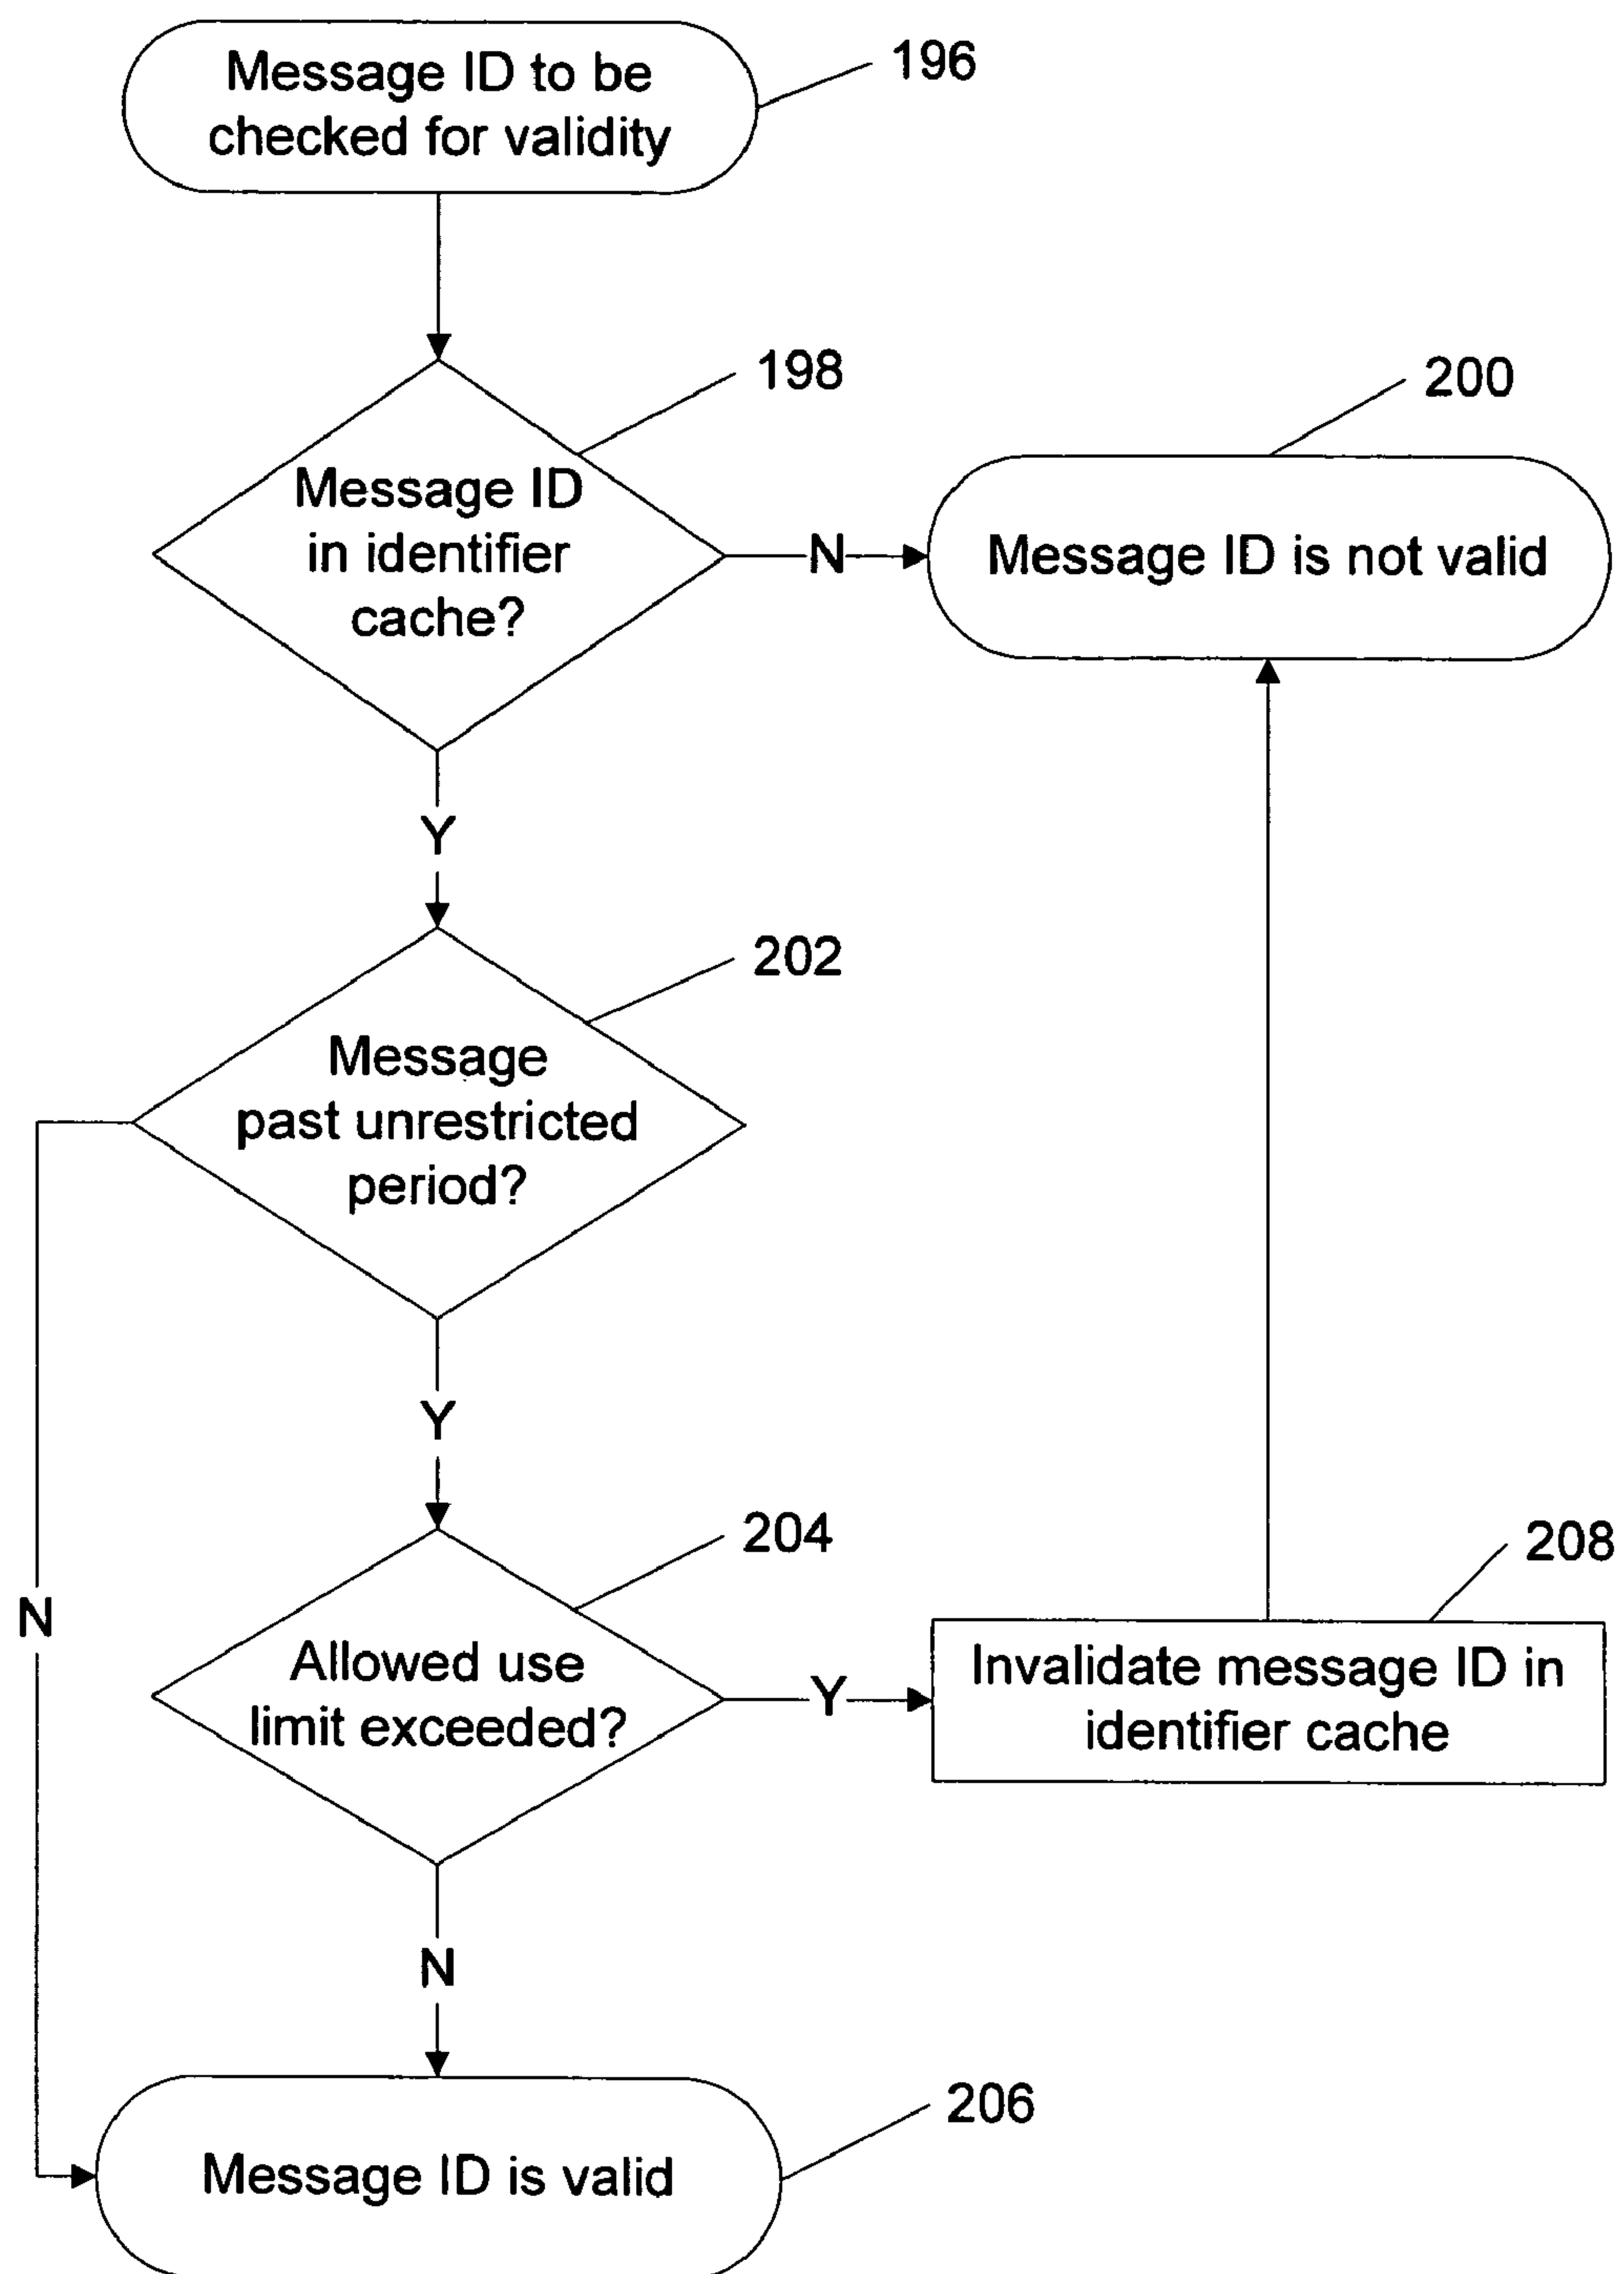 Message ID to be
checked for validity
196
198
200
Message ID
in identifier
cache?
N
Message ID is not valid
Y
202
Message
past unrestricted
period?
Y
204
208
N
Allowed use
limit exceeded?
Y
Invalidate message ID in
identifier cache
N
206
Message ID is valid